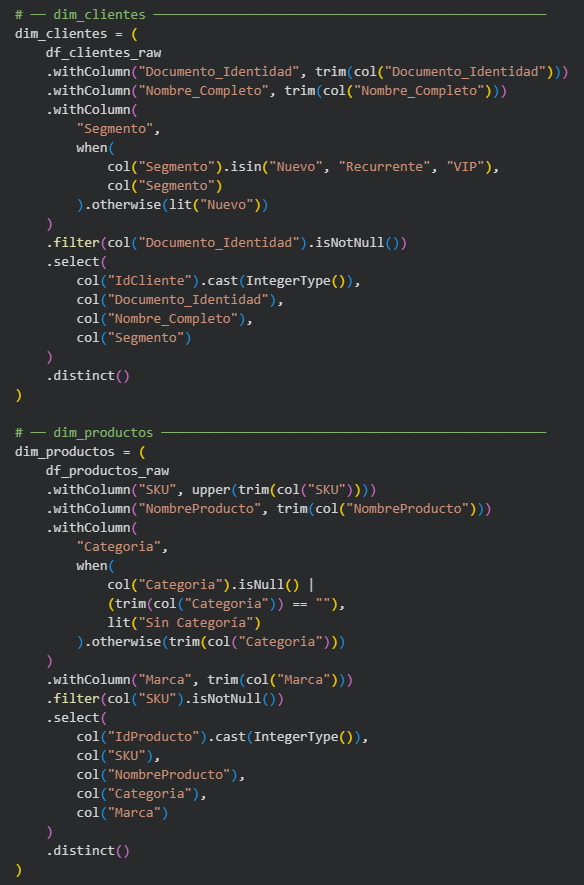 # ── dim_clientes ───────────────────────────────────────────────────
dim_clientes = (
    df_clientes_raw
    .withColumn("Documento_Identidad", trim(col("Documento_Identidad")))
    .withColumn("Nombre_Completo", trim(col("Nombre_Completo")))
    .withColumn(
        "Segmento",
        when(
            col("Segmento").isin("Nuevo", "Recurrente", "VIP"),
            col("Segmento")
        ).otherwise(lit("Nuevo"))
    )
    .filter(col("Documento_Identidad").isNotNull())
    .select(
        col("IdCliente").cast(IntegerType()),
        col("Documento_Identidad"),
        col("Nombre_Completo"),
        col("Segmento")
    )
    .distinct()
)

# ── dim_productos ──────────────────────────────────────────────────
dim_productos = (
    df_productos_raw
    .withColumn("SKU", upper(trim(col("SKU"))))
    .withColumn("NombreProducto", trim(col("NombreProducto")))
    .withColumn(
        "Categoria",
        when(
            col("Categoria").isNull() |
            (trim(col("Categoria")) == ""),
            lit("Sin Categoría")
        ).otherwise(trim(col("Categoria")))
    )
    .withColumn("Marca", trim(col("Marca")))
    .filter(col("SKU").isNotNull())
    .select(
        col("IdProducto").cast(IntegerType()),
        col("SKU"),
        col("NombreProducto"),
        col("Categoria"),
        col("Marca")
    )
    .distinct()
)